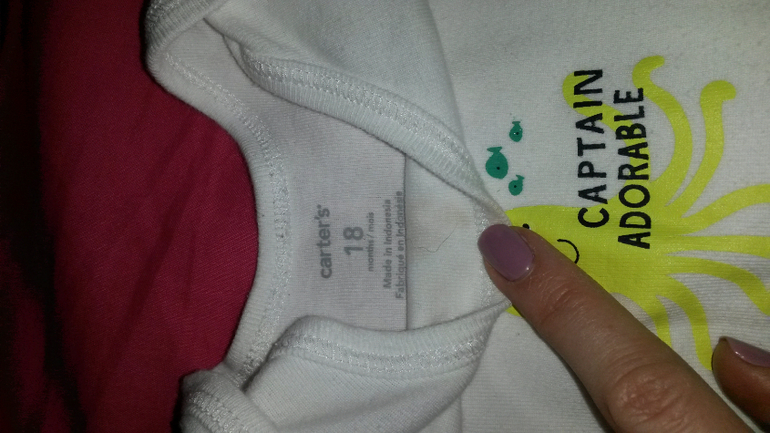 carter's
18
months / mois
Made in Indonesia
Fabriqué en Indonésie
CAPTAIN
ADORABLE